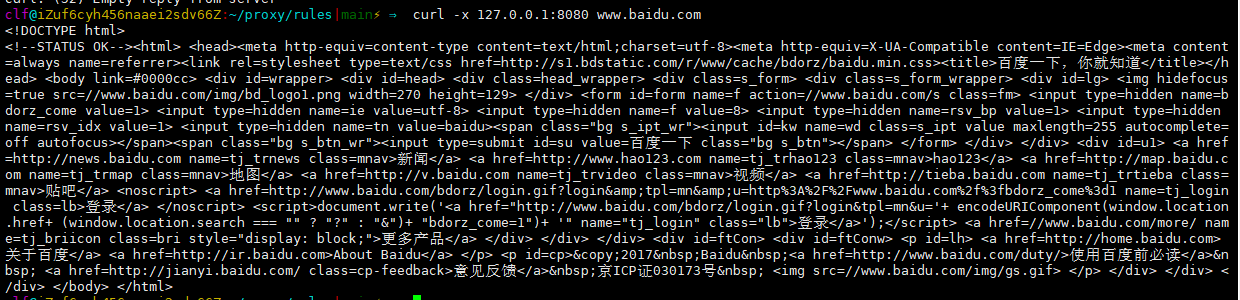 clf@iZuf6cyh456naaei2sdv66Z:~/proxy/rules|main⚡ ⇒  curl -x 127.0.0.1:8080 www.baidu.com
<!DOCTYPE html>
<!--STATUS OK--><html> <head><meta http-equiv=content-type content=text/html;charset=utf-8><meta http-equiv=X-UA-Compatible content=IE=Edge><meta content
=always name=referrer><link rel=stylesheet type=text/css href=http://s1.bdstatic.com/r/www/cache/bdorz/baidu.min.css><title>百度一下，你就知道</title></h
ead> <body link=#0000cc> <div id=wrapper> <div id=head> <div class=head_wrapper> <div class=s_form> <div class=s_form_wrapper> <div id=lg> <img hidefocus
=true src=//www.baidu.com/img/bd_logo1.png width=270 height=129> </div> <form id=form name=f action=//www.baidu.com/s class=fm> <input type=hidden name=b
dorz_come value=1> <input type=hidden name=ie value=utf-8> <input type=hidden name=f value=8> <input type=hidden name=rsv_bp value=1> <input type=hidden
name=rsv_idx value=1> <input type=hidden name=tn value=baidu><span class="bg s_ipt_wr"><input id=kw name=wd class=s_ipt value maxlength=255 autocomplete=
off autofocus></span><span class="bg s_btn_wr"><input type=submit id=su value=百度一下 class="bg s_btn"></span> </form> </div> </div> <div id=u1> <a href
=http://news.baidu.com name=tj_trnews class=mnav>新闻</a> <a href=http://www.hao123.com name=tj_trhao123 class=mnav>hao123</a> <a href=http://map.baidu.c
om name=tj_trmap class=mnav>地图</a> <a href=http://v.baidu.com name=tj_trvideo class=mnav>视频</a> <a href=http://tieba.baidu.com name=tj_trtieba class=
mnav>贴吧</a> <noscript> <a href=http://www.baidu.com/bdorz/login.gif?login&amp;tpl=mn&amp;u=http%3A%2F%2Fwww.baidu.com%2f%3fbdorz_come%3d1 name=tj_login
class=lb>登录</a> </noscript> <script>document.write('<a href="http://www.baidu.com/bdorz/login.gif?login&tpl=mn&u='+ encodeURIComponent(window.location
.href+ (window.location.search === "" ? "?" : "&")+ "bdorz_come=1")+ '" name="tj_login" class="lb">登录</a>');</script> <a href=//www.baidu.com/more/ nam
e=tj_briicon class=bri style="display: block;">更多产品</a> </div> </div> </div> <div id=ftCon> <div id=ftConw> <p id=lh> <a href=http://home.baidu.com>
关于百度</a> <a href=http://ir.baidu.com>About Baidu</a> </p> <p id=cp>&copy;2017&nbsp;Baidu&nbsp;<a href=http://www.baidu.com/duty/>使用百度前必读</a>&n
bsp; <a href=http://jianyi.baidu.com/ class=cp-feedback>意见反馈</a>&nbsp;京ICP证030173号&nbsp; <img src=//www.baidu.com/img/gs.gif> </p> </div> </div> <
/div> </body> </html>